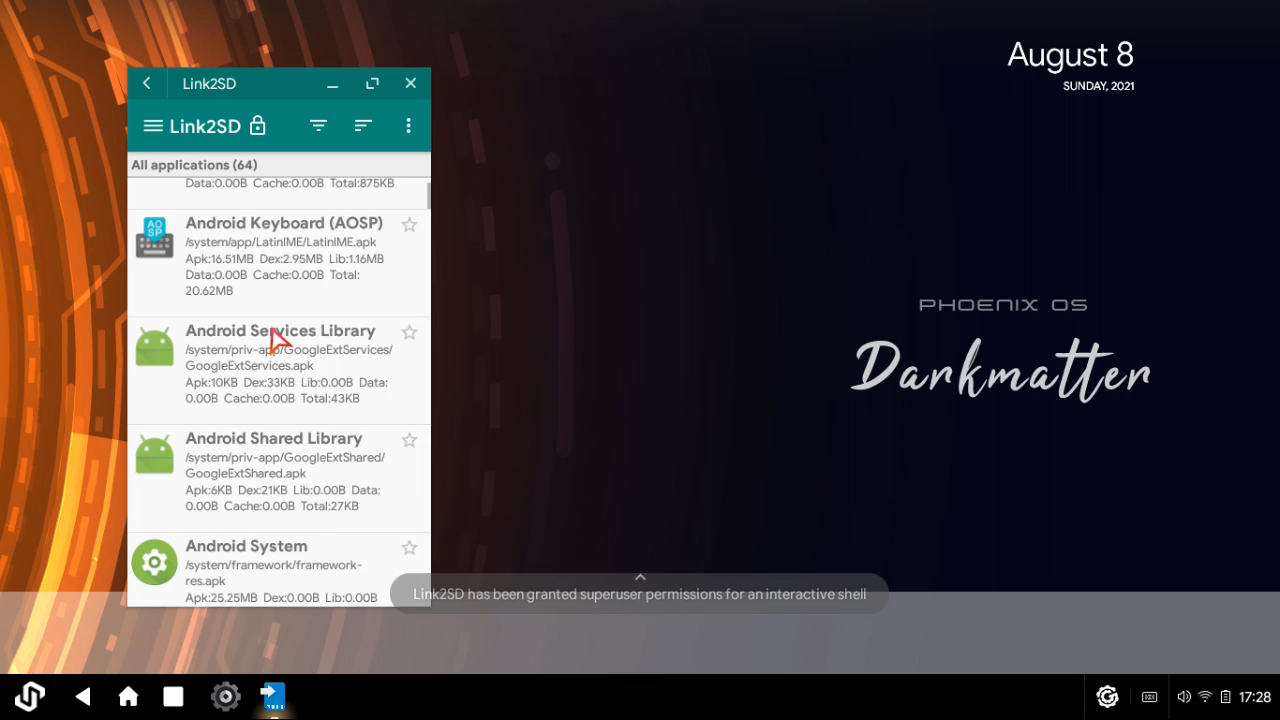 August 8
SUNDAY, 2021
Link2SD
Link2SD
All applications (64)
Data:0.00B Cache:0.00B Total:875KB
AO
SP
Android Keyboard (AOSP)
/system/app/LatinIME/LatinIME.apk
Apk:16.51MB Dex:2.95MB Lib:1.16MB
Data:0.00B Cache:0.00B Total:
20.62MB
Android Services Library
/system/priv-app/GoogleExtServices/
GoogleExtServices.apk
Apk:10KB Dex:33KB Lib:0.00B Data:
0.00B Cache:0.00B Total:43KB
Android Shared Library
/system/priv-app/GoogleExtShared/
GoogleExtShared.apk
Apk:6KB Dex:21KB Lib:0.00B Data:
0.00B Cache:0.00B Total:27KB
Android System
/system/framework/framework-
res.apk
Apk:25.25MB Dex:0.00B Lib:0.00B
PHOENIX OS
Darkmatter
Link2SD has been granted superuser permissions for an interactive shell
17:28